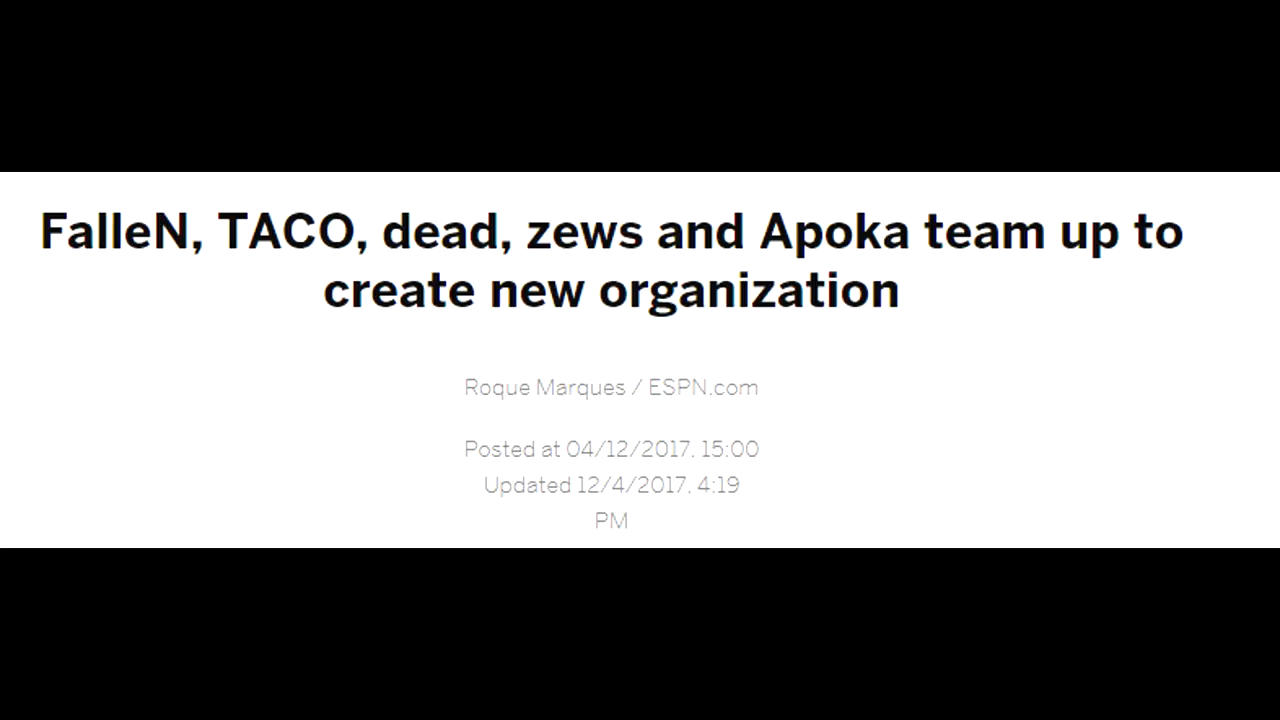 FalleN, TACO, dead, zews and Apoka team up to
create new organization
Roque Marques / ESPN.com
Posted at 04/12/2017, 15:00
Updated 12/4/2017, 4:19
PM